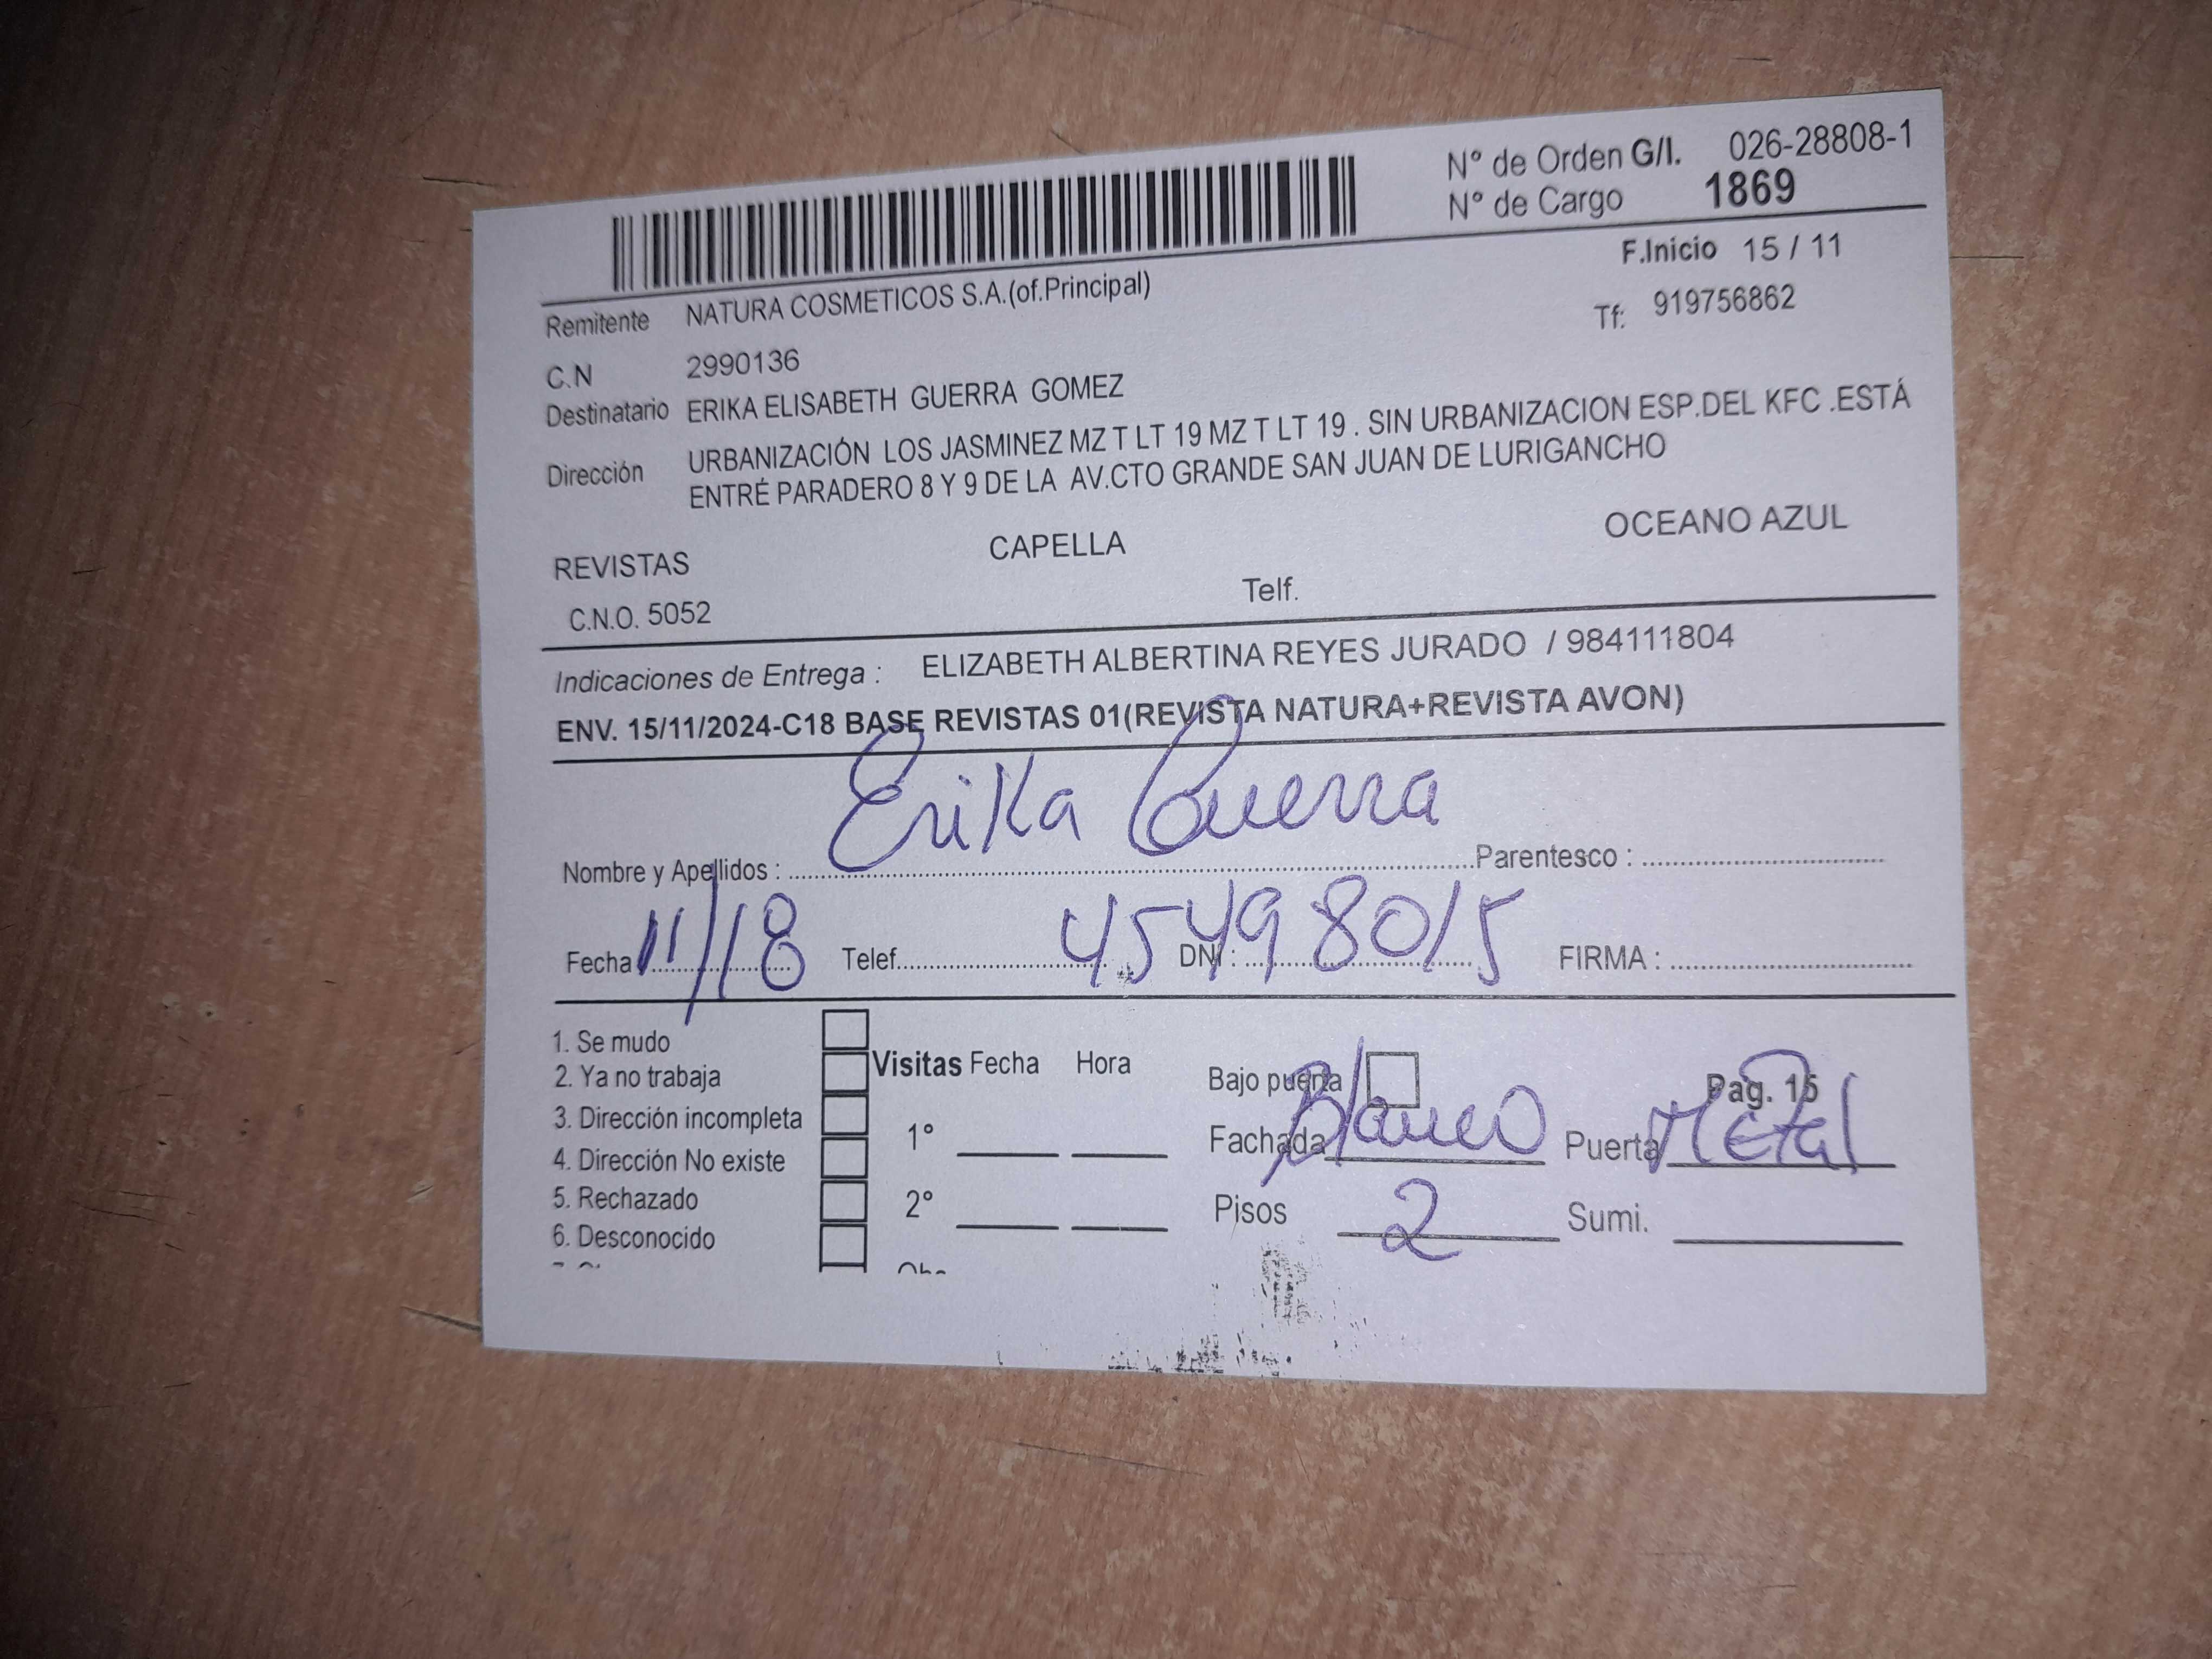 N° de Orden G/I. 026-28808-1
N° de Cargo 1869
F.Inicio 15 / 11
Remitente NATURA COSMETICOS S.A.(of.Principal)
Tf: 919756862
C.N 2990136
Destinatario ERIKA ELISABETH GUERRA GOMEZ
Dirección URBANIZACIÓN LOS JASMINEZ MZ T LT 19 MZ T LT 19 . SIN URBANIZACION ESP.DEL KFC .ESTÁ
ENTRÉ PARADERO 8 Y 9 DE LA AV.CTO GRANDE SAN JUAN DE LURIGANCHO
REVISTAS CAPELLA OCEANO AZUL
C.N.O. 5052 Telf.
Indicaciones de Entrega : ELIZABETH ALBERTINA REYES JURADO / 984111804
ENV. 15/11/2024-C18 BASE REVISTAS 01(REVISTA NATURA+REVISTA AVON)
Nombre y Apellidos : Erika Guerra Parentesco :
Fecha 11/18 Telef. DNI : 45498015 FIRMA :
1. Se mudo
2. Ya no trabaja Visitas Fecha Hora Bajo puerta Pag. 15
3. Dirección incompleta 1° Fachada Blanco Puerta Metal
4. Dirección No existe
5. Rechazado 2° Pisos 2 Sumi.
6. Desconocido